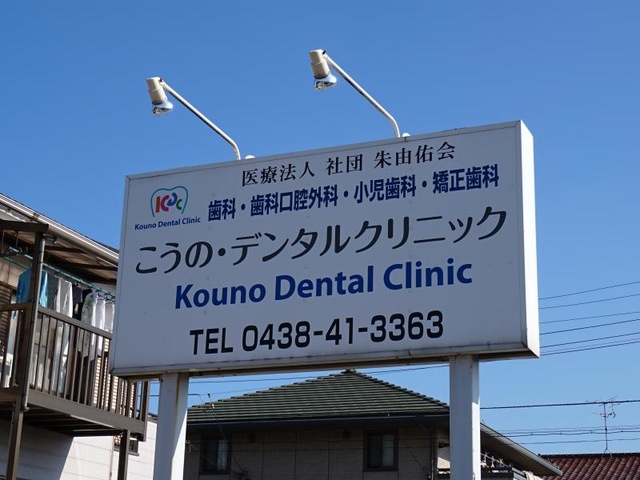 医療法人 社団 朱由佑会
KDC
Kouno Dental Clinic
歯科・歯科口腔外科・小児歯科・矯正歯科
こうの・デンタルクリニック
Kouno Dental Clinic
TEL 0438-41-3363